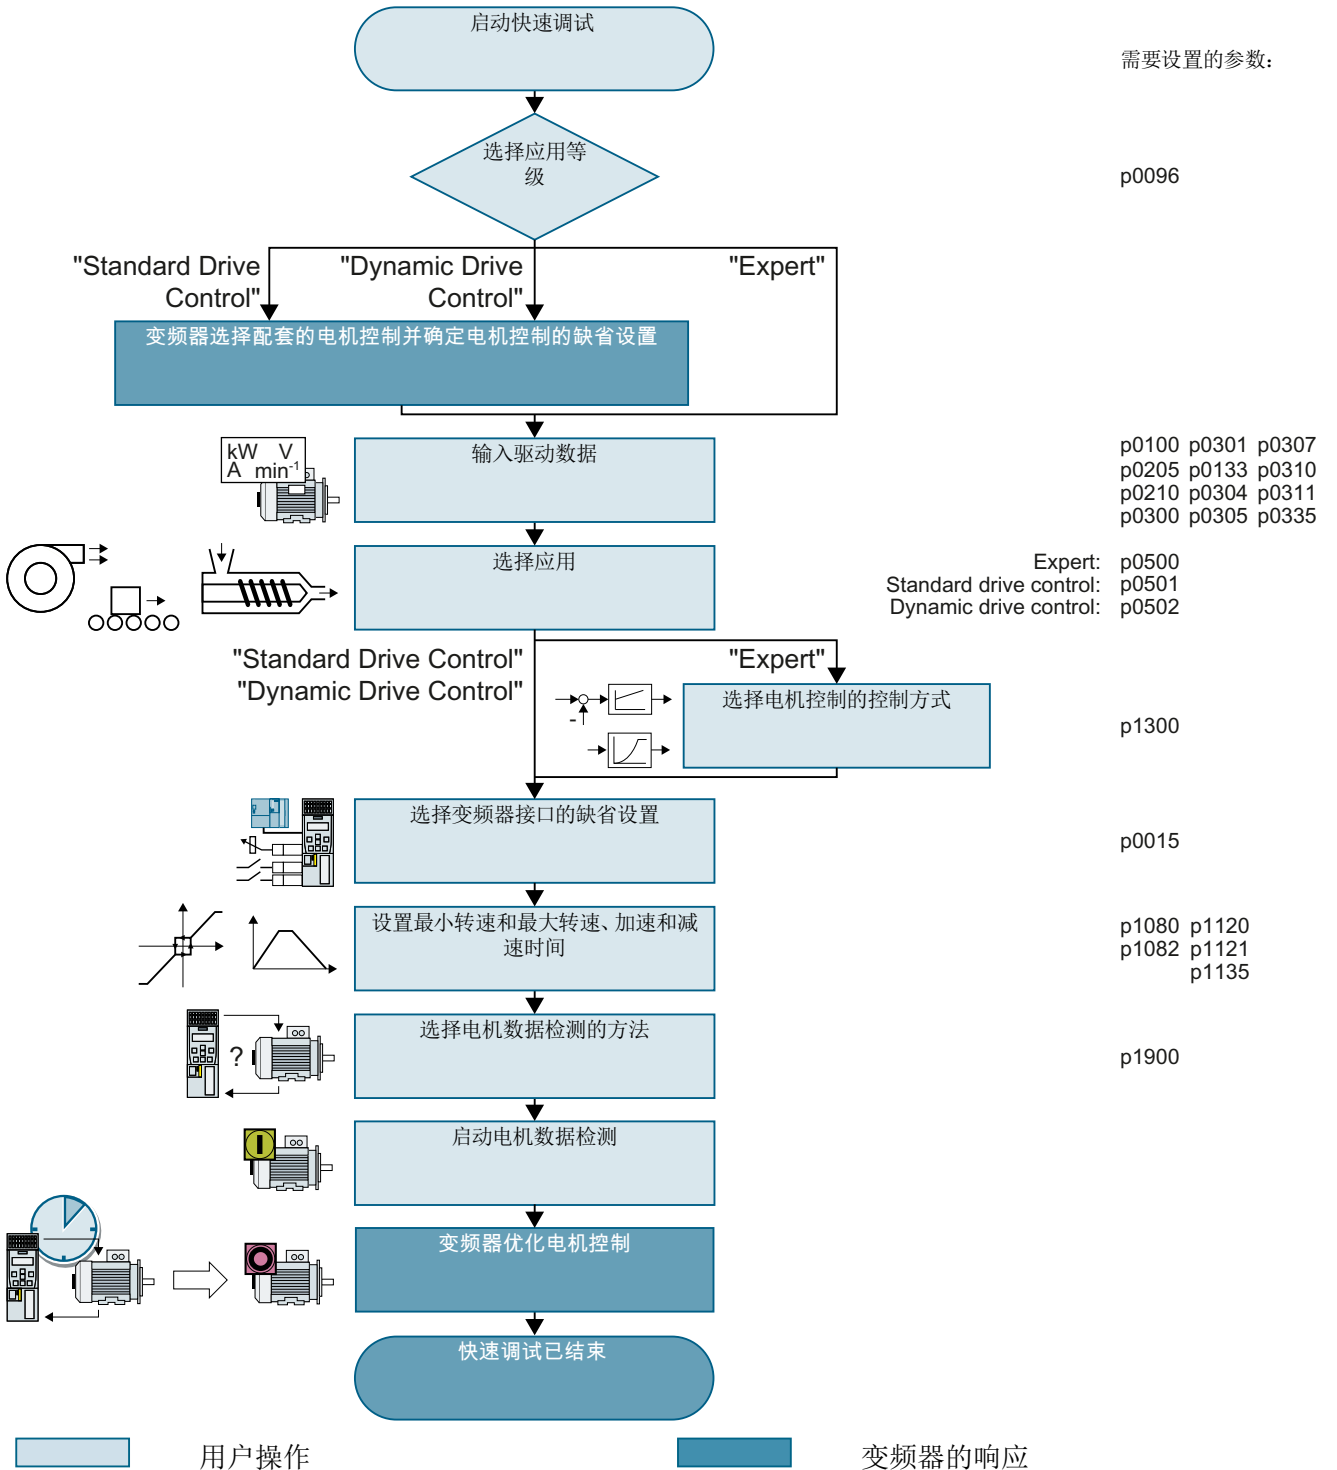 启动快速调试
需要设置的参数:
选择应用等
级
p0096
"Standard Drive
Control"
"Dynamic Drive
Control"
"Expert"
变频器选择配套的电机控制并确定电机控制的缺省设置
kW V
A min-1
输入驱动数据
p0100 p0301 p0307
p0205 p0133 p0310
p0210 p0304 p0311
p0300 p0305 p0335
选择应用
Expert: p0500
Standard drive control: p0501
Dynamic drive control: p0502
"Standard Drive Control"
"Dynamic Drive Control"
"Expert"
选择电机控制的控制方式
-
p1300
选择变频器接口的缺省设置
p0015
设置最小转速和最大转速、加速和减
速时间
p1080 p1120
p1082 p1121
p1135
选择电机数据检测的方法
?
p1900
启动电机数据检测
变频器优化电机控制
快速调试已结束
用户操作
变频器的响应